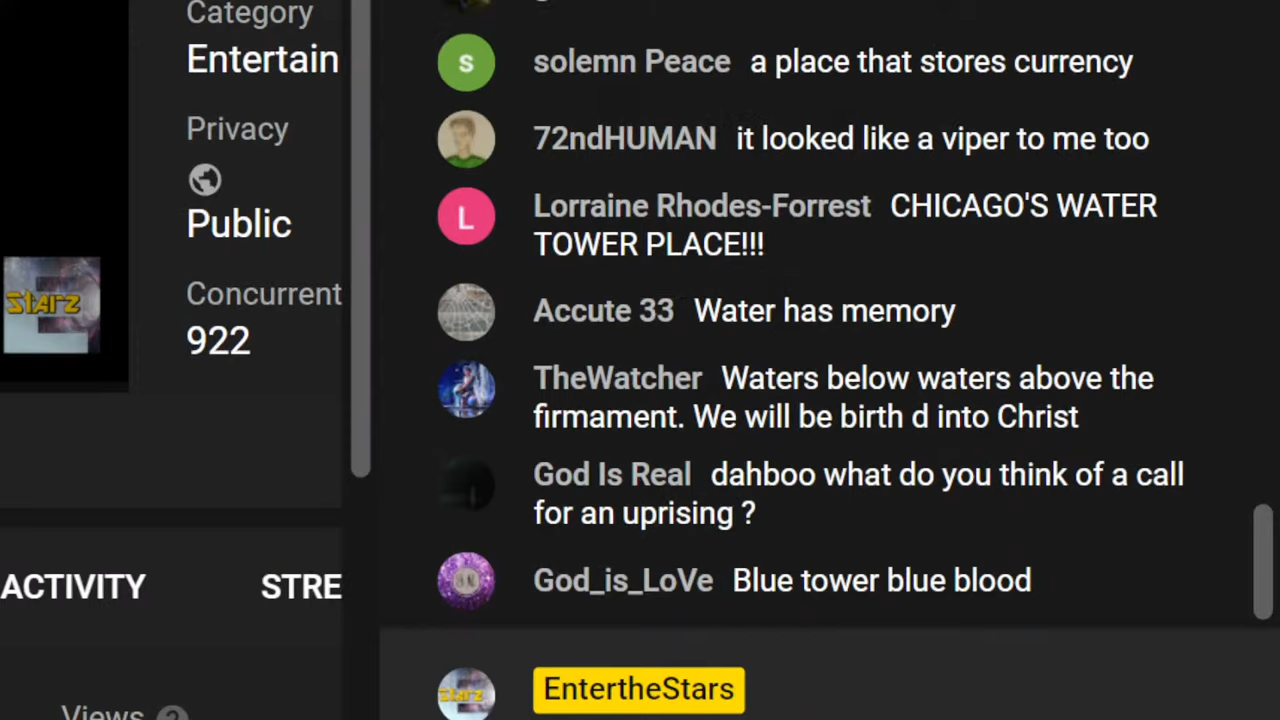 Category
Entertain
Privacy
Public
Starz
Concurrent
922
ACTIVITY STRE
Views ?
S solemn Peace a place that stores currency
72ndHUMAN it looked like a viper to me too
L Lorraine Rhodes-Forrest CHICAGO'S WATER
TOWER PLACE!!!
Accute 33 Water has memory
TheWatcher Waters below waters above the
firmament. We will be birth d into Christ
God Is Real dahboo what do you think of a call
for an uprising ?
God_is_LoVe Blue tower blue blood
Starz EntertheStars